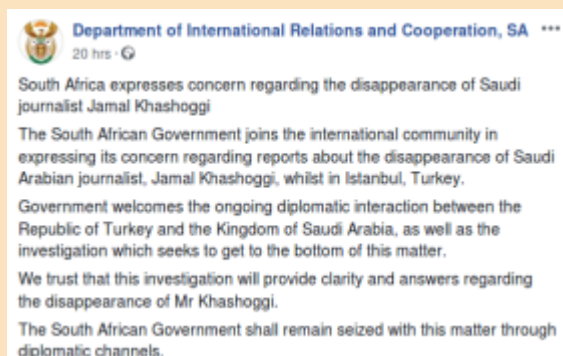 Department of International Relations and Cooperation, SA
20 hrs
South Africa expresses concern regarding the disappearance of Saudi
journalist Jamal Khashoggi
The South African Government joins the international community in
expressing its concern regarding reports about the disappearance of Saudi
Arabian journalist, Jamal Khashoggi, whilst in Istanbul, Turkey.
Government welcomes the ongoing diplomatic interaction between the
Republic of Turkey and the Kingdom of Saudi Arabia, as well as the
investigation which seeks to get to the bottom of this matter.
We trust that this investigation will provide clarity and answers regarding
the disappearance of Mr Khashoggi.
The South African Government shall remain seized with this matter through
diplomatic channels.